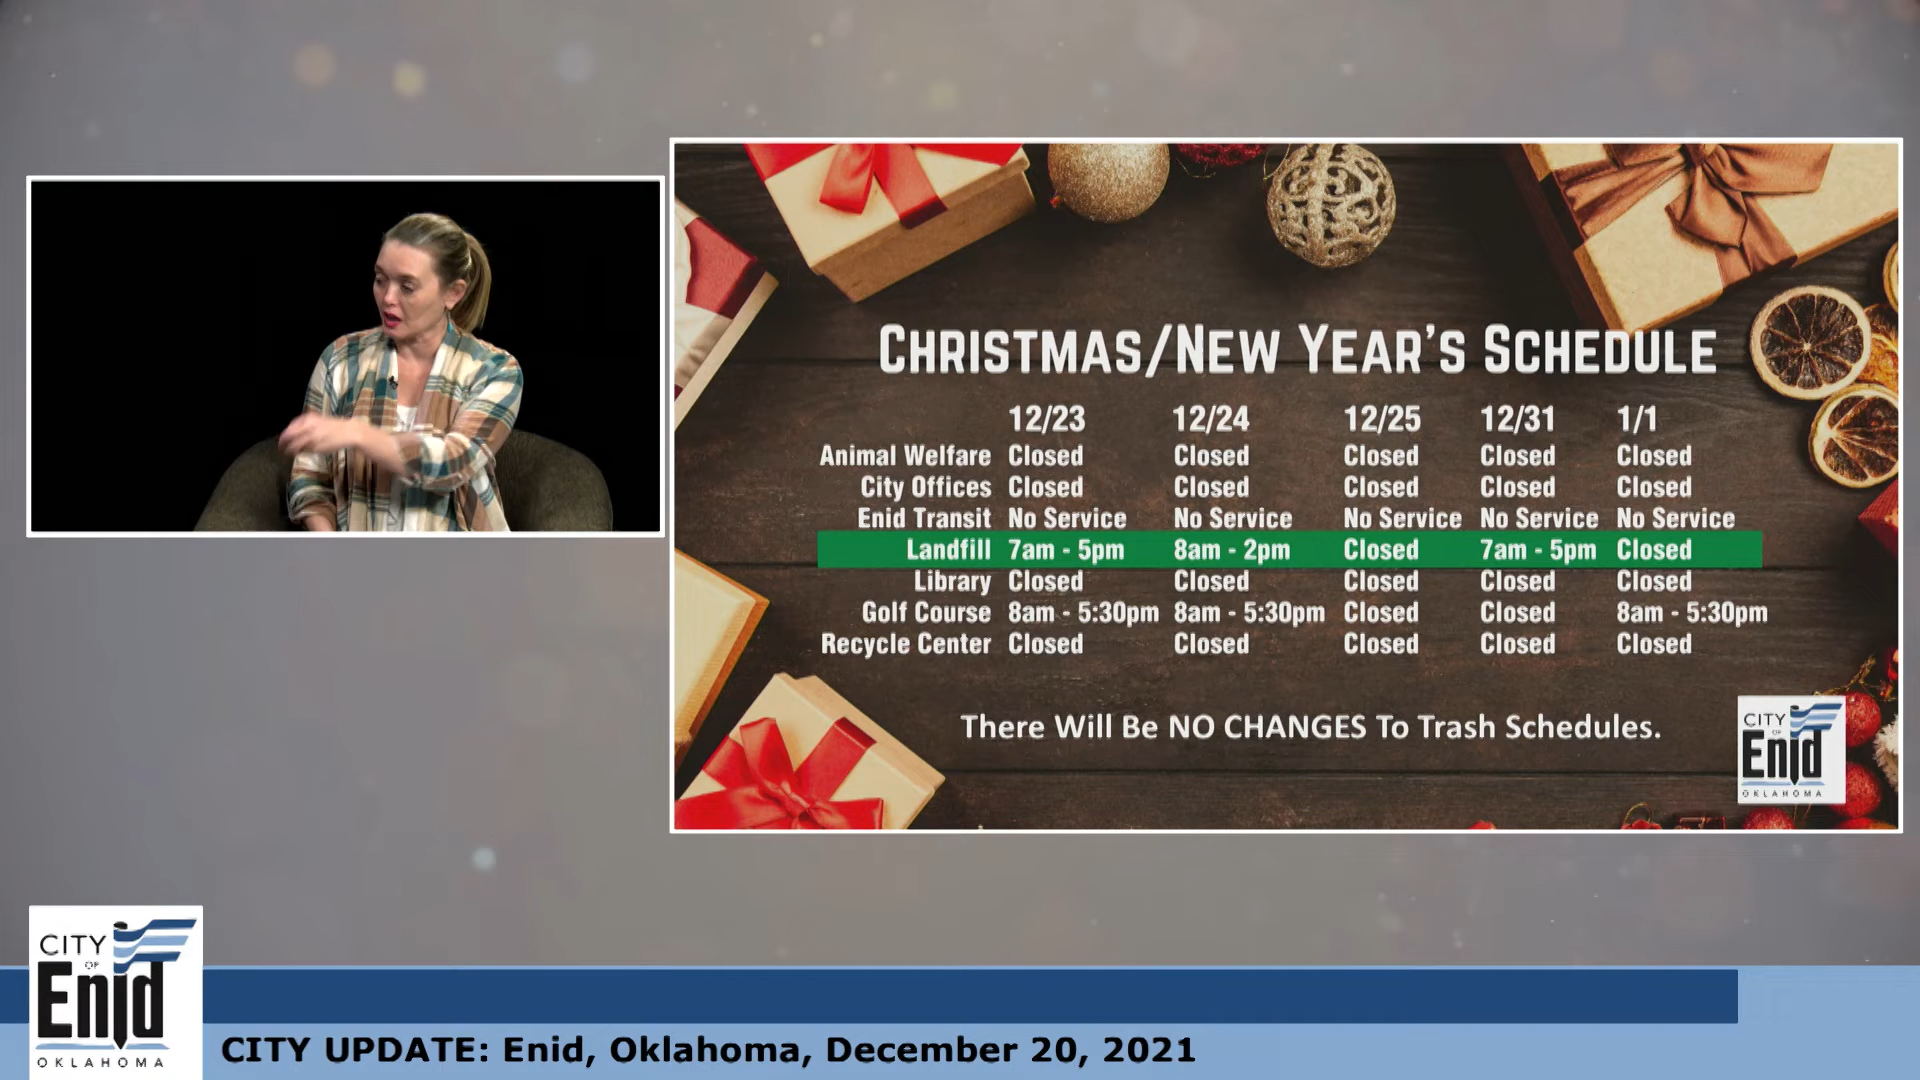 CHRISTMAS/NEW YEAR'S SCHEDULE
12/23 12/24 12/25 12/31 1/1
Animal Welfare Closed Closed Closed Closed Closed
City Offices Closed Closed Closed Closed Closed
Enid Transit No Service No Service No Service No Service No Service
Landfill 7am - 5pm 8am - 2pm Closed 7am - 5pm Closed
Library Closed Closed Closed Closed Closed
Golf Course 8am - 5:30pm 8am - 5:30pm Closed Closed 8am - 5:30pm
Recycle Center Closed Closed Closed Closed Closed
There Will Be NO CHANGES To Trash Schedules.
CITY
OF
Enid
OKLAHOMA
CITY
OF
Enid
OKLAHOMA
CITY UPDATE: Enid, Oklahoma, December 20, 2021